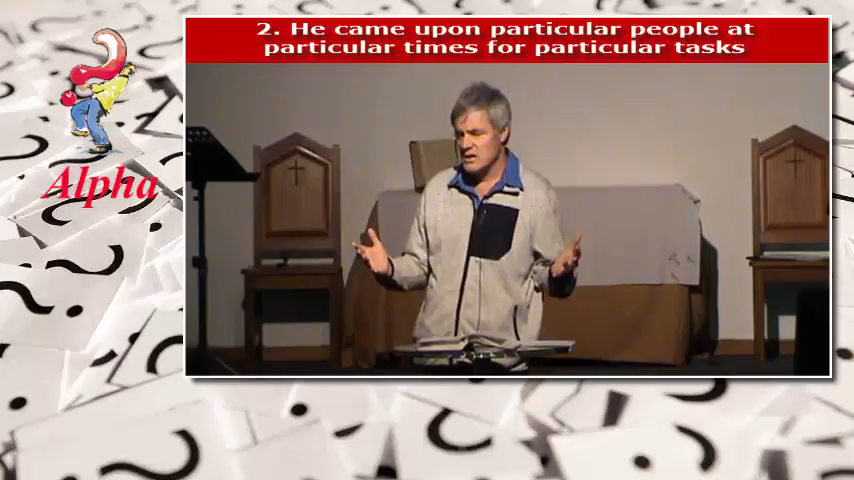 2. He came upon particular people at
particular times for particular tasks
Alpha